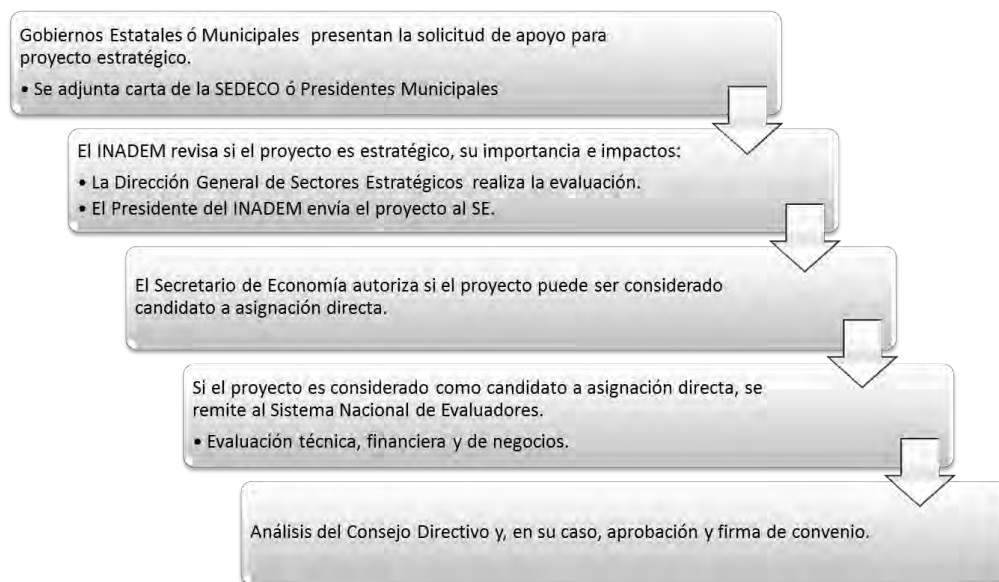 Gobiernos Estatales ó Municipales presentan la solicitud de apoyo para
proyecto estratégico.
• Se adjunta carta de la SEDECO ó Presidentes Municipales
El INADEM revisa si el proyecto es estratégico, su importancia e impactos:
• La Dirección General de Sectores Estratégicos realiza la evaluación.
• El Presidente del INADEM envía el proyecto al SE.
El Secretario de Economía autoriza si el proyecto puede ser considerado
candidato a asignación directa.
Si el proyecto es considerado como candidato a asignación directa, se
remite al Sistema Nacional de Evaluadores.
• Evaluación técnica, financiera y de negocios.
Análisis del Consejo Directivo y, en su caso, aprobación y firma de convenio.